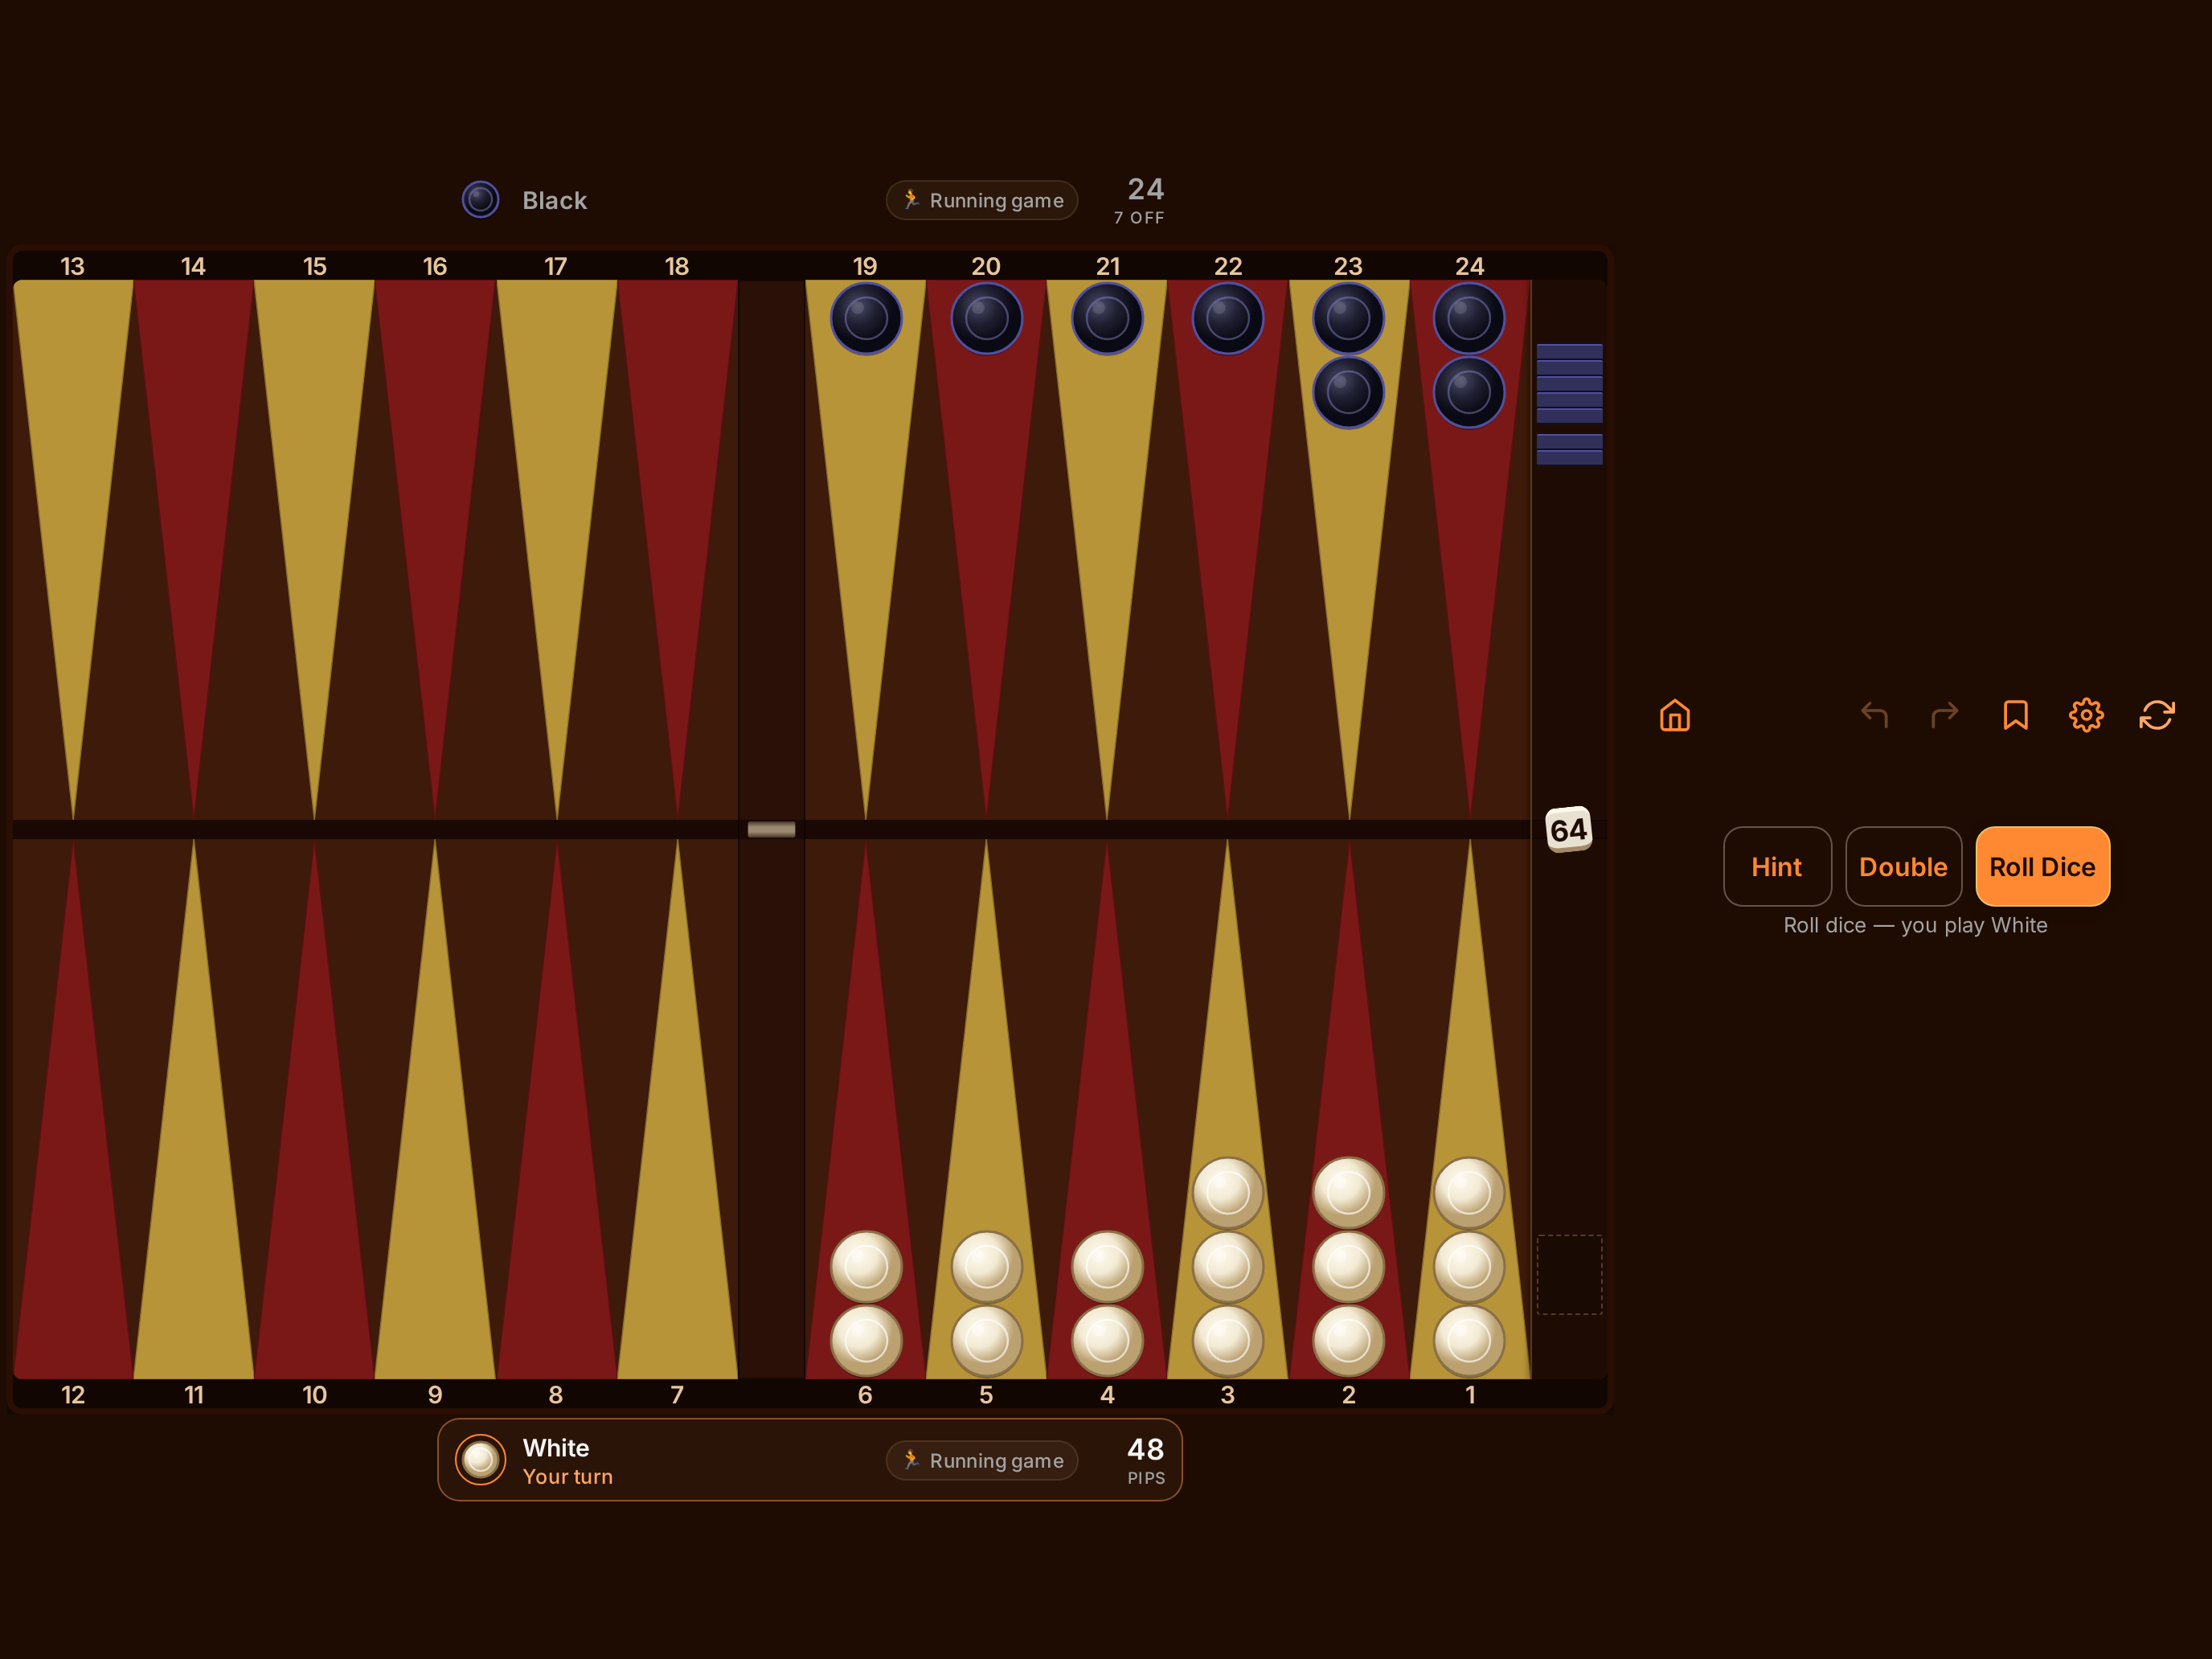 Black
Running game
24
7 OFF
13 14 15 16 17 18 19 20 21 22 23 24
64
Hint
Double
Roll Dice
Roll dice — you play White
12 11 10 9 8 7 6 5 4 3 2 1
White
Your turn
Running game
48
PIPS